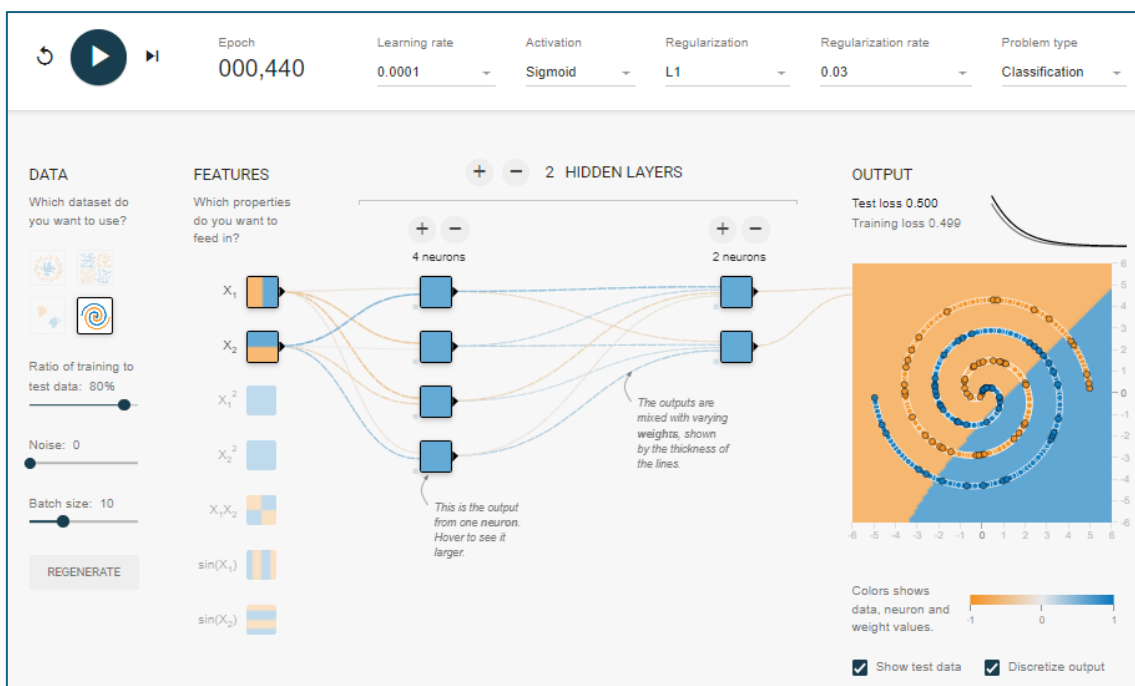 Epoch
000,440
Learning rate
0.0001
Activation
Sigmoid
Regularization
L1
Regularization rate
0.03
Problem type
Classification
DATA
Which dataset do
you want to use?
Ratio of training to
test data: 80%
Noise: 0
Batch size: 10
REGENERATE
FEATURES
Which properties
do you want to
feed in?
X₁
X₂
X₁²
X₂²
X₁X₂
sin(X₁)
sin(X₂)
+ − 2 HIDDEN LAYERS
+ −
4 neurons
+ −
2 neurons
This is the output
from one neuron.
Hover to see it
larger.
The outputs are
mixed with varying
weights, shown
by the thickness of
the lines.
OUTPUT
Test loss 0.500
Training loss 0.499
6
5
4
3
2
1
0
-1
-2
-3
-4
-5
-6
-6 -5 -4 -3 -2 -1 0 1 2 3 4 5 6
Colors shows
data, neuron and
weight values.
-1 0 1
Show test data
Discretize output